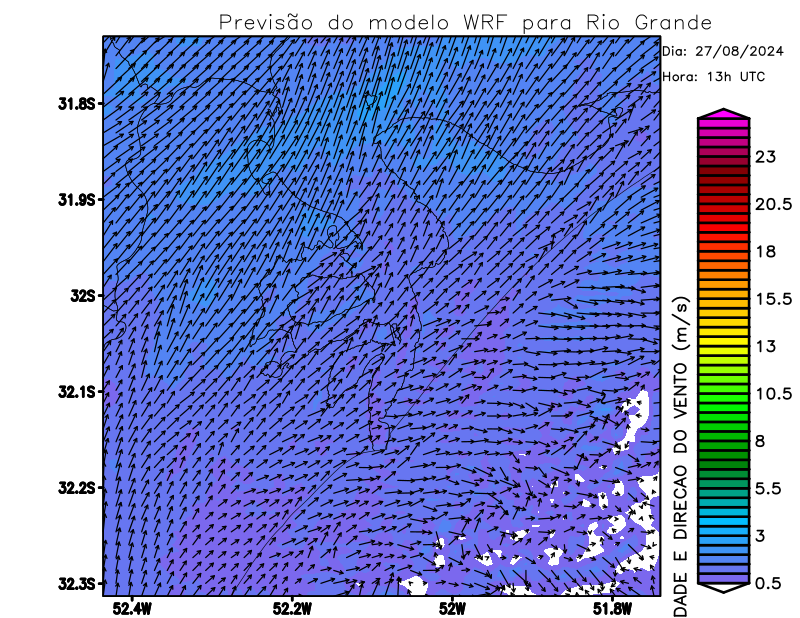 Previsão do modelo WRF para Rio Grande
Dia: 27/08/2024
Hora: 13h UTC
31.8S
31.9S
32S
32.1S
32.2S
32.3S
52.4W
52.2W
52W
51.8W
23
20.5
18
15.5
13
10.5
8
5.5
3
0.5
DADE E DIRECAO DO VENTO (m/s)